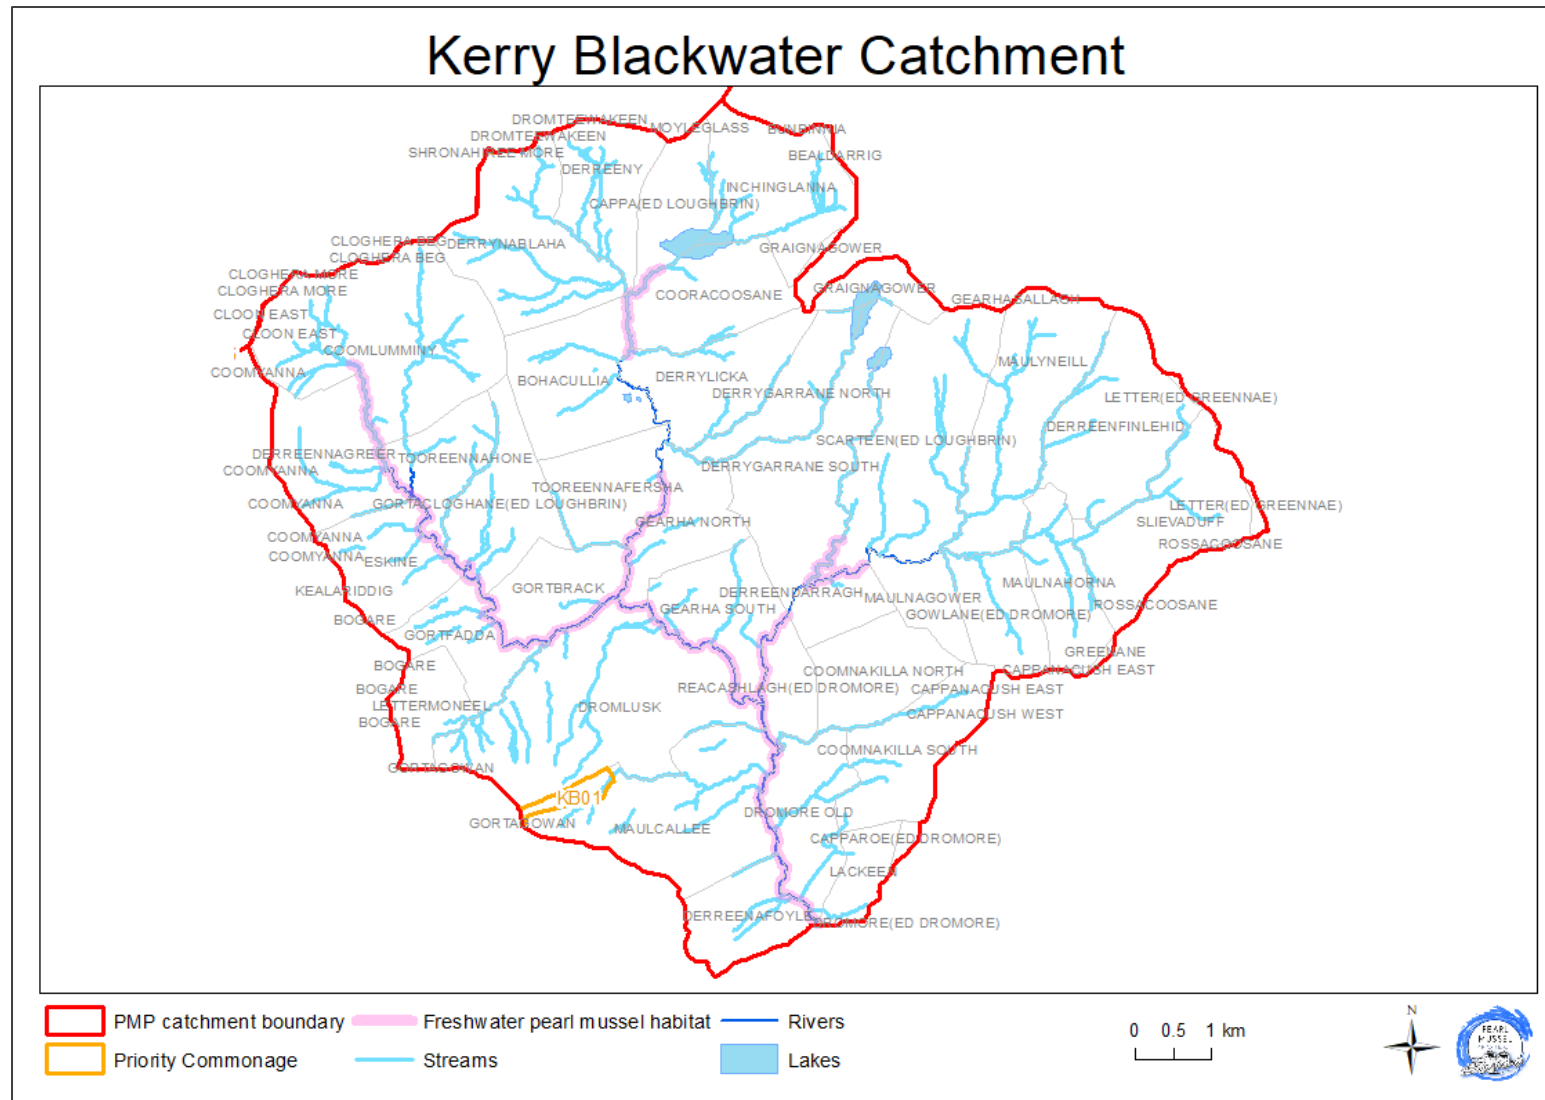 Kerry Blackwater Catchment
DROMTEEWAKEEN
MOYLEGLASS
DROMTEEWAKEEN
BEALDARRIG
DERREENY
INCHINGLANNA
CAPPA(ED LOUGHBRIN)
CLOGHERA BEG
DERRYNABLAHA
GRAIGNAGOWER
CLOGHERA BEG
CLOGHERA MORE
CLOGHERA MORE
COORACOOSANE
GRAIGNAGOWER
GEARHASALLAGH
CLOON EAST
CLOON EAST
COOMLUMMINY
MAULYNEILL
COOMYANNA
BOHACULLIA
DERRYLICKA
DERRYGARRANE NORTH
LETTER(ED GREENNAE)
DERREENFINLEHID
SCARTEEN(ED LOUGHBRIN)
DERREENNAGREER
TOOREENNAHONE
COOMYANNA
DERRYGARRANE SOUTH
TOOREENNAFERSHA
COOMYANNA
GORTACLOGHANE(ED LOUGHBRIN)
LETTER(ED GREENNAE)
GEARHA NORTH
SLIEVADUFF
COOMYANNA
ROSSACOOSANE
COOMYANNA
ESKINE
KEALARIDDIG
GORTBRACK
DERREENDARRAGH
MAULNAGOWER
MAULNAHORNA
BOGARE
GEARHA SOUTH
GOWLANE(ED DROMORE)
ROSSACOOSANE
GORTFADDA
GREENANE
BOGARE
COOMNAKILLA NORTH
CAPPANACUSH EAST
BOGARE
REACASHLAGH(ED DROMORE)
CAPPANACUSH EAST
LETTERMONEEL
DROMLUSK
CAPPANACUSH WEST
BOGARE
COOMNAKILLA SOUTH
GORTAGOWAN
KB01
DROMORE OLD
GORTAGOWAN
MAULCALLEE
CAPPAROE(ED DROMORE)
LACKEEN
DERREENAFOYLE
DROMORE(ED DROMORE)
PMP catchment boundary
Freshwater pearl mussel habitat
Rivers
0 0.5 1 km
N
Priority Commonage
Streams
Lakes
PEARL
MUSSEL